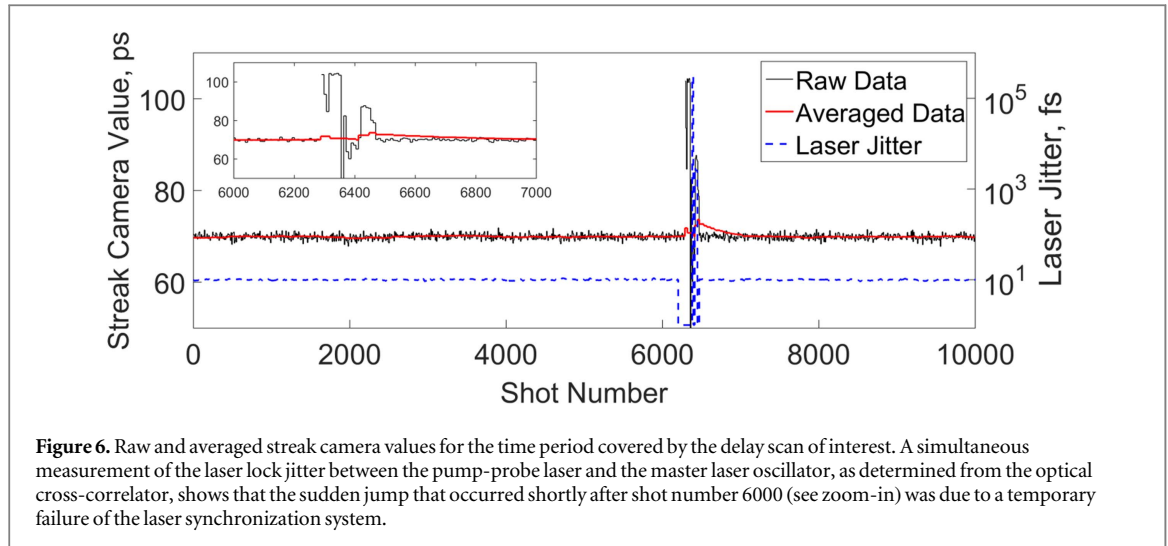 Streak Camera Value, ps
100
80
60
100
80
60
6000 6200 6400 6600 6800 7000
Raw Data
Averaged Data
Laser Jitter
10^5
10^3
10^1
Laser Jitter, fs
0 2000 4000 6000 8000 10000
Shot Number
Figure 6. Raw and averaged streak camera values for the time period covered by the delay scan of interest. A simultaneous
measurement of the laser lock jitter between the pump-probe laser and the master laser oscillator, as determined from the optical
cross-correlator, shows that the sudden jump that occurred shortly after shot number 6000 (see zoom-in) was due to a temporary
failure of the laser synchronization system.